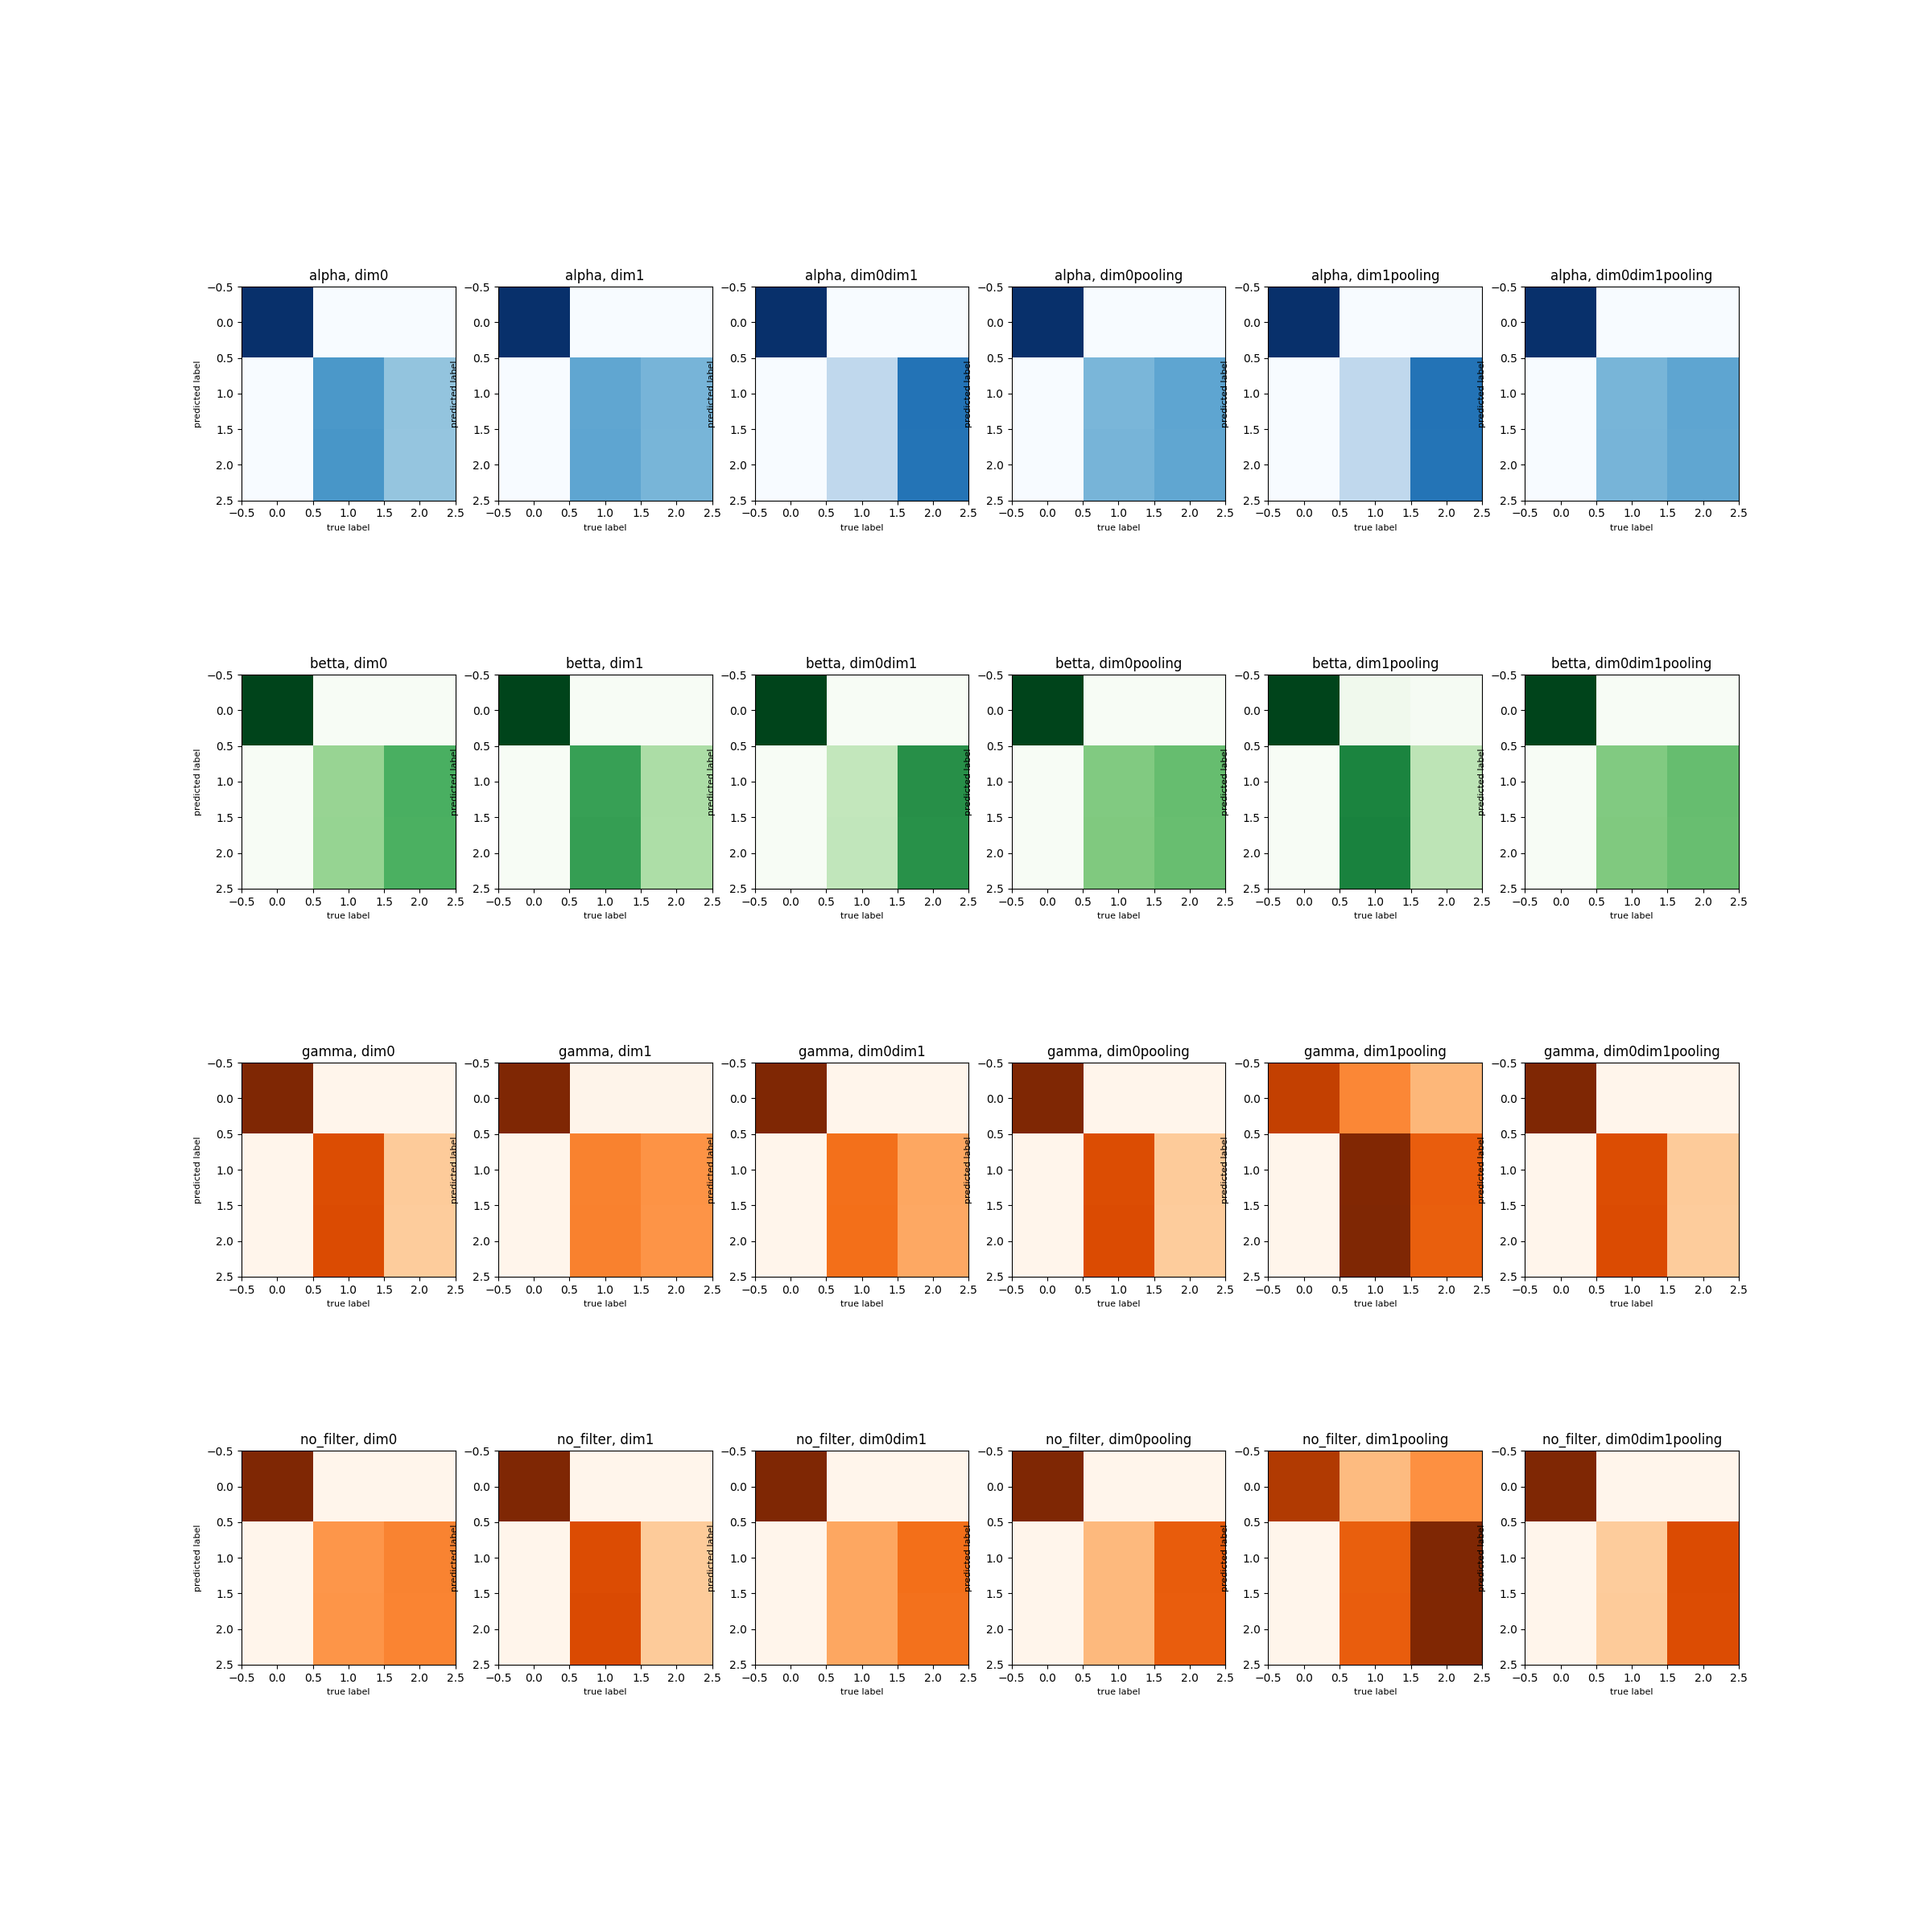 alpha, dim0 alpha, dim1 alpha, dim0dim1 alpha, dim0pooling alpha, dim1pooling alpha, dim0dim1pooling
−0.5 −0.5 −0.5 −0.5 −0.5 −0.5
0.0 0.0 0.0 0.0 0.0 0.0
0.5 0.5 0.5 0.5 0.5 0.5
predicted label predicted label predicted label predicted label predicted label predicted label
1.0 1.0 1.0 1.0 1.0 1.0
1.5 1.5 1.5 1.5 1.5 1.5
2.0 2.0 2.0 2.0 2.0 2.0
2.5 2.5 2.5 2.5 2.5 2.5
−0.5 0.0 0.5 1.0 1.5 2.0 2.5 −0.5 0.0 0.5 1.0 1.5 2.0 2.5 −0.5 0.0 0.5 1.0 1.5 2.0 2.5 −0.5 0.0 0.5 1.0 1.5 2.0 2.5 −0.5 0.0 0.5 1.0 1.5 2.0 2.5 −0.5 0.0 0.5 1.0 1.5 2.0 2.5
true label true label true label true label true label true label
betta, dim0 betta, dim1 betta, dim0dim1 betta, dim0pooling betta, dim1pooling betta, dim0dim1pooling
−0.5 −0.5 −0.5 −0.5 −0.5 −0.5
0.0 0.0 0.0 0.0 0.0 0.0
0.5 0.5 0.5 0.5 0.5 0.5
predicted label predicted label predicted label predicted label predicted label predicted label
1.0 1.0 1.0 1.0 1.0 1.0
1.5 1.5 1.5 1.5 1.5 1.5
2.0 2.0 2.0 2.0 2.0 2.0
2.5 2.5 2.5 2.5 2.5 2.5
−0.5 0.0 0.5 1.0 1.5 2.0 2.5 −0.5 0.0 0.5 1.0 1.5 2.0 2.5 −0.5 0.0 0.5 1.0 1.5 2.0 2.5 −0.5 0.0 0.5 1.0 1.5 2.0 2.5 −0.5 0.0 0.5 1.0 1.5 2.0 2.5 −0.5 0.0 0.5 1.0 1.5 2.0 2.5
true label true label true label true label true label true label
gamma, dim0 gamma, dim1 gamma, dim0dim1 gamma, dim0pooling gamma, dim1pooling gamma, dim0dim1pooling
−0.5 −0.5 −0.5 −0.5 −0.5 −0.5
0.0 0.0 0.0 0.0 0.0 0.0
0.5 0.5 0.5 0.5 0.5 0.5
predicted label predicted label predicted label predicted label predicted label predicted label
1.0 1.0 1.0 1.0 1.0 1.0
1.5 1.5 1.5 1.5 1.5 1.5
2.0 2.0 2.0 2.0 2.0 2.0
2.5 2.5 2.5 2.5 2.5 2.5
−0.5 0.0 0.5 1.0 1.5 2.0 2.5 −0.5 0.0 0.5 1.0 1.5 2.0 2.5 −0.5 0.0 0.5 1.0 1.5 2.0 2.5 −0.5 0.0 0.5 1.0 1.5 2.0 2.5 −0.5 0.0 0.5 1.0 1.5 2.0 2.5 −0.5 0.0 0.5 1.0 1.5 2.0 2.5
true label true label true label true label true label true label
no_filter, dim0 no_filter, dim1 no_filter, dim0dim1 no_filter, dim0pooling no_filter, dim1pooling no_filter, dim0dim1pooling
−0.5 −0.5 −0.5 −0.5 −0.5 −0.5
0.0 0.0 0.0 0.0 0.0 0.0
0.5 0.5 0.5 0.5 0.5 0.5
predicted label predicted label predicted label predicted label predicted label predicted label
1.0 1.0 1.0 1.0 1.0 1.0
1.5 1.5 1.5 1.5 1.5 1.5
2.0 2.0 2.0 2.0 2.0 2.0
2.5 2.5 2.5 2.5 2.5 2.5
−0.5 0.0 0.5 1.0 1.5 2.0 2.5 −0.5 0.0 0.5 1.0 1.5 2.0 2.5 −0.5 0.0 0.5 1.0 1.5 2.0 2.5 −0.5 0.0 0.5 1.0 1.5 2.0 2.5 −0.5 0.0 0.5 1.0 1.5 2.0 2.5 −0.5 0.0 0.5 1.0 1.5 2.0 2.5
true label true label true label true label true label true label